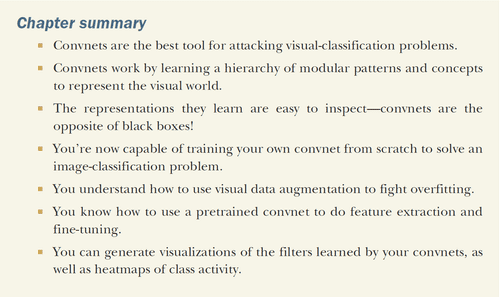 Chapter summary
Convnets are the best tool for attacking visual-classification problems.
Convnets work by learning a hierarchy of modular patterns and concepts
to represent the visual world.
The representations they learn are easy to inspect—convnets are the
opposite of black boxes!
You’re now capable of training your own convnet from scratch to solve an
image-classification problem.
You understand how to use visual data augmentation to fight overfitting.
You know how to use a pretrained convnet to do feature extraction and
fine-tuning.
You can generate visualizations of the filters learned by your convnets, as
well as heatmaps of class activity.